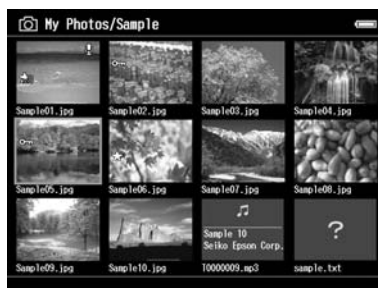 My Photos/Sample
Sample01.jpg
Sample02.jpg
Sample03.jpg
Sample04.jpg
Sample05.jpg
Sample06.jpg
Sample07.jpg
Sample08.jpg
Sample 10
Seiko Epson Corp.
?
Sample09.jpg
Sample10.jpg
T0000009.mp3
sample.txt